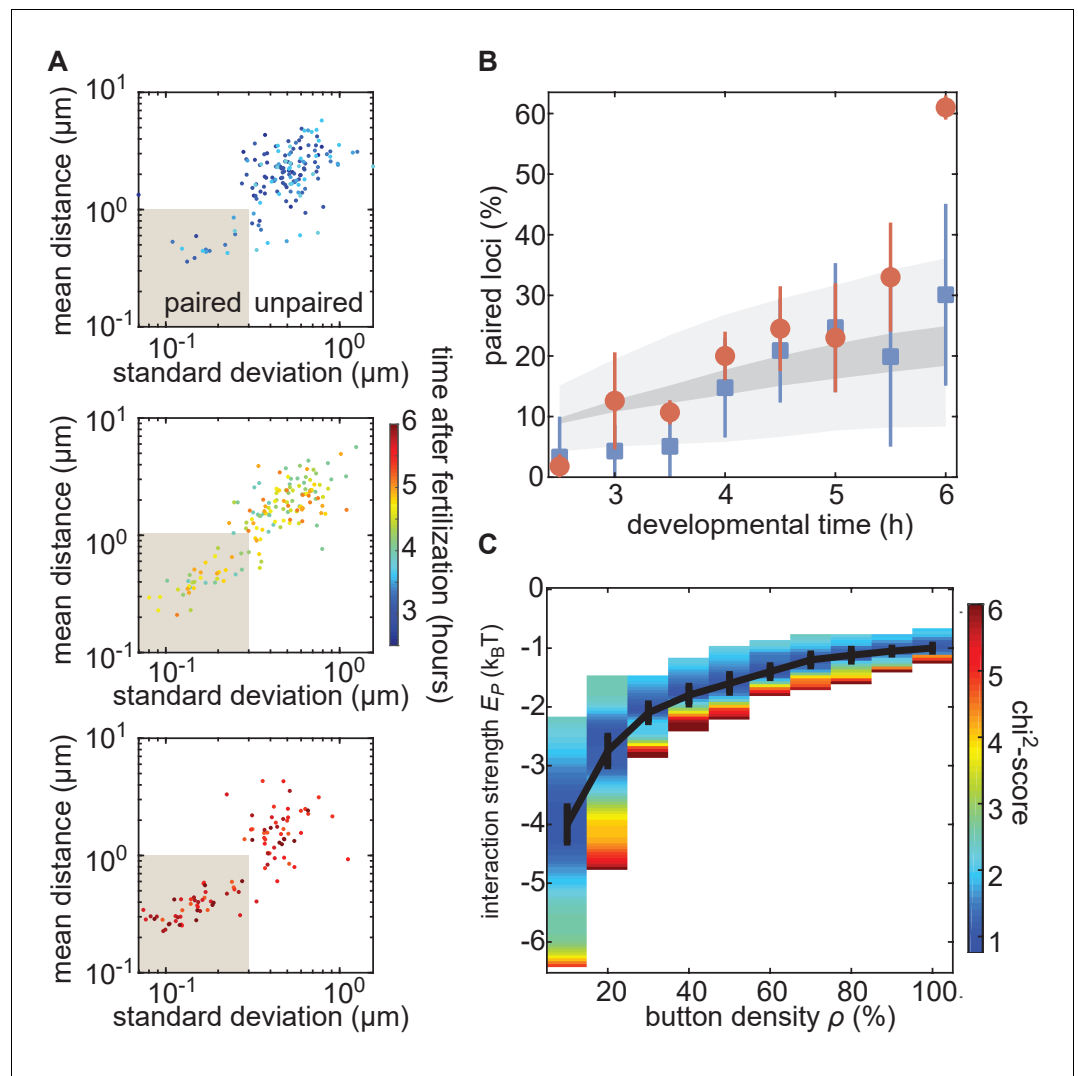 A
mean distance (µm)
10^1
10^0
10^-1
paired unpaired
10^-1 10^0
standard deviation (µm)
mean distance (µm)
10^1
10^0
10^-1
10^-1 10^0
standard deviation (µm)
mean distance (µm)
10^1
10^0
10^-1
10^-1 10^0
standard deviation (µm)
time after fertilization (hours)
6
5
4
3
B
paired loci (%)
60
50
40
30
20
10
0
3 4 5 6
developmental time (h)
C
interaction strength E_P (k_BT)
0
-1
-2
-3
-4
-5
-6
20 40 60 80 100
button density ρ (%)
chi^2-score
6
5
4
3
2
1